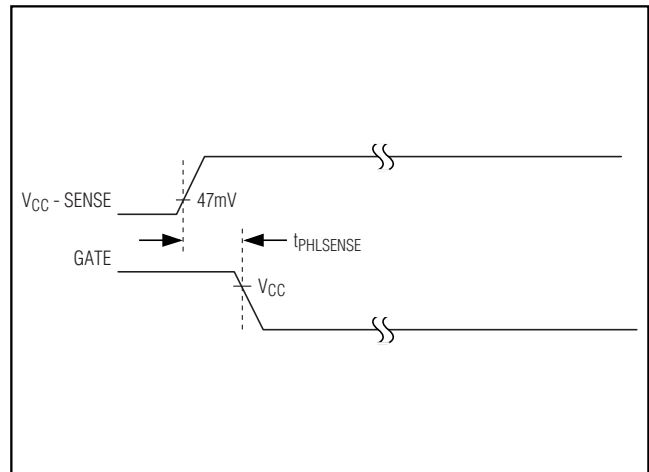 V_CC - SENSE
47mV
t_PHLSENSE
GATE
V_CC